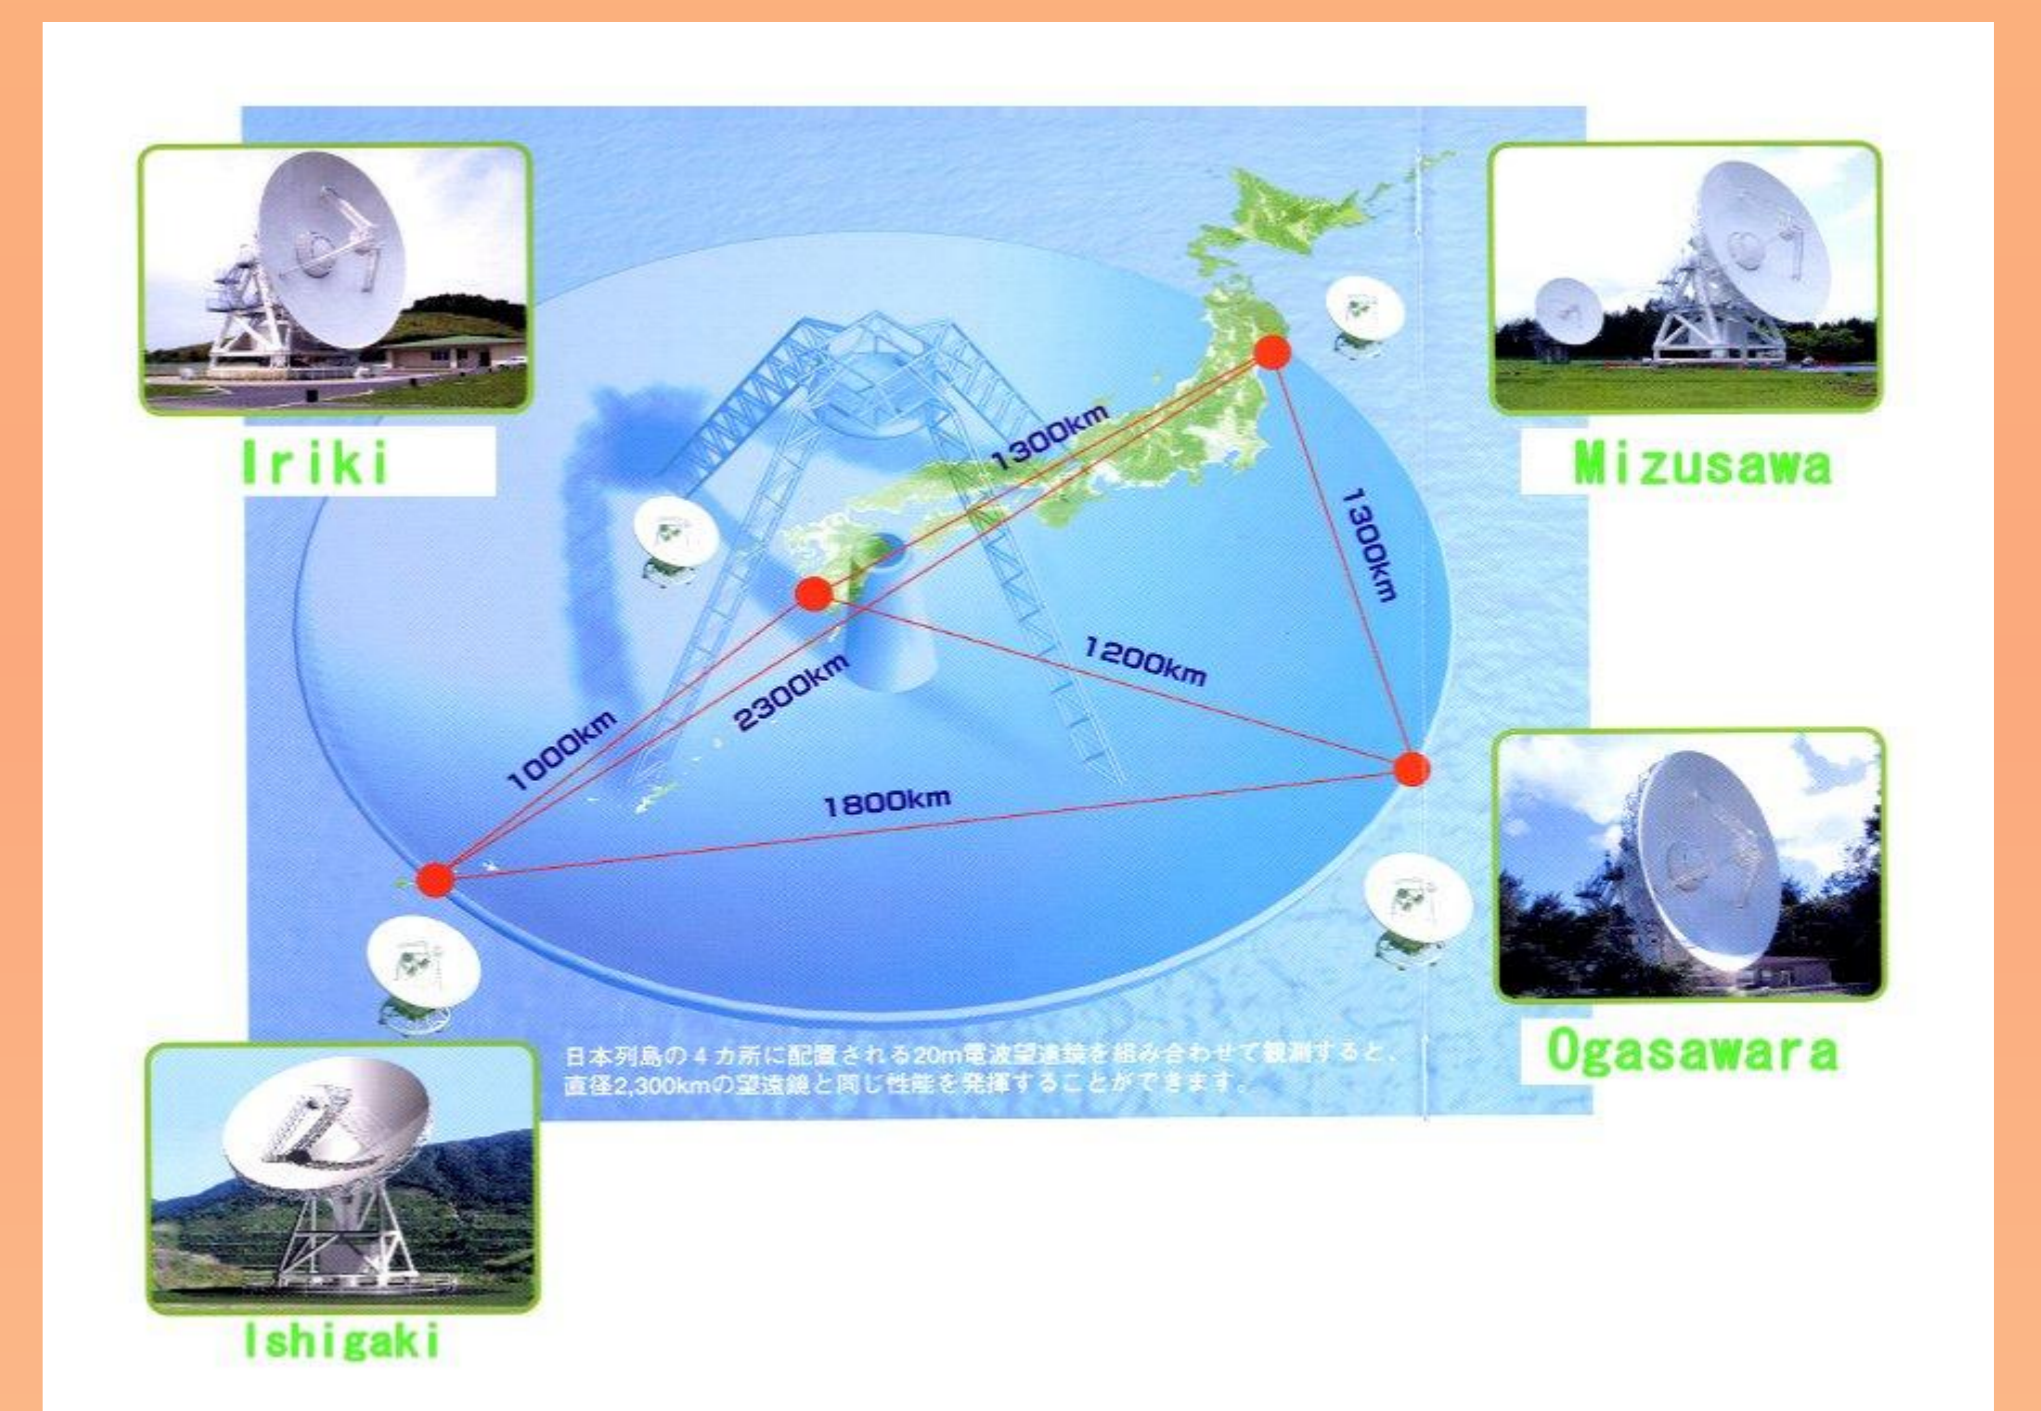 Iriki
Mizusawa
1300km
1300km
1200km
2300km
1000km
1800km
Ogasawara
日本列島の4カ所に配置される20m電波望遠鏡を組み合わせて観測すると、
直径2,300kmの望遠鏡と同じ性能を発揮することができます。
Ishigaki